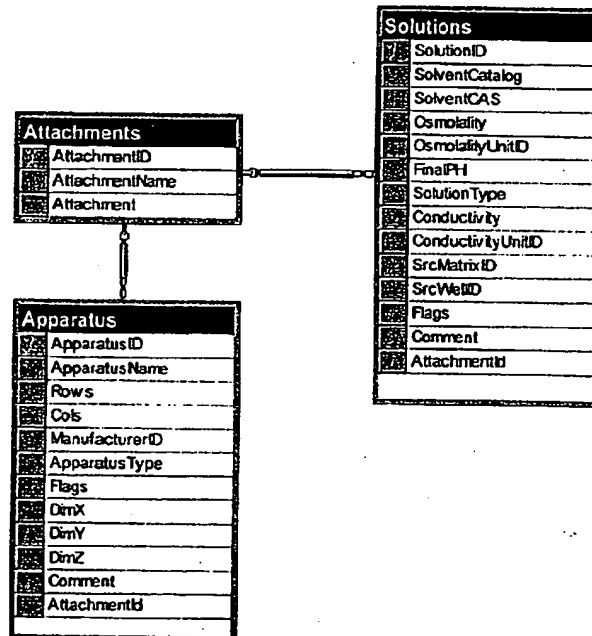 Attachments
AttachmentID
AttachmentName
Attachment
Solutions
SolutionID
SolventCatalog
SolventCAS
Osmolality
OsmolalityUnitID
FinalPH
SolutionType
Conductivity
ConductivityUnitID
SrcMatrixID
SrcWellID
Flags
Comment
AttachmentId
Apparatus
ApparatusID
ApparatusName
Rows
Cols
ManufacturerID
ApparatusType
Flags
DimX
DimY
DimZ
Comment
AttachmentId